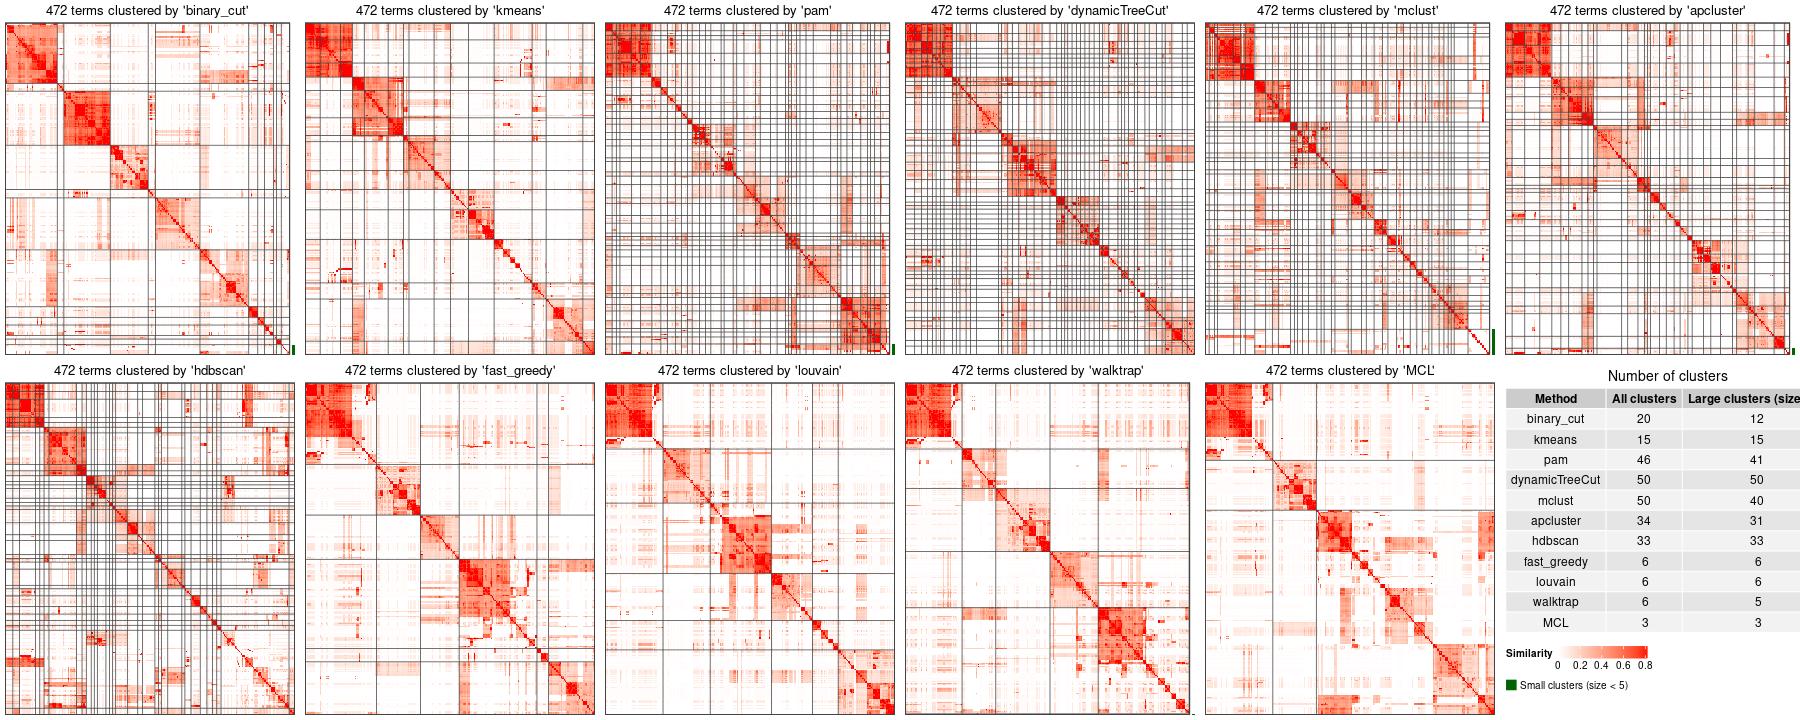 472 terms clustered by 'binary_cut'
472 terms clustered by 'kmeans'
472 terms clustered by 'pam'
472 terms clustered by 'dynamicTreeCut'
472 terms clustered by 'mclust'
472 terms clustered by 'apcluster'
472 terms clustered by 'hdbscan'
472 terms clustered by 'fast_greedy'
472 terms clustered by 'louvain'
472 terms clustered by 'walktrap'
472 terms clustered by 'MCL'
Number of clusters
Method All clusters Large clusters (size
binary_cut 20 12
kmeans 15 15
pam 46 41
dynamicTreeCut 50 50
mclust 50 40
apcluster 34 31
hdbscan 33 33
fast_greedy 6 6
louvain 6 6
walktrap 6 5
MCL 3 3
Similarity
0 0.2 0.4 0.6 0.8
Small clusters (size < 5)